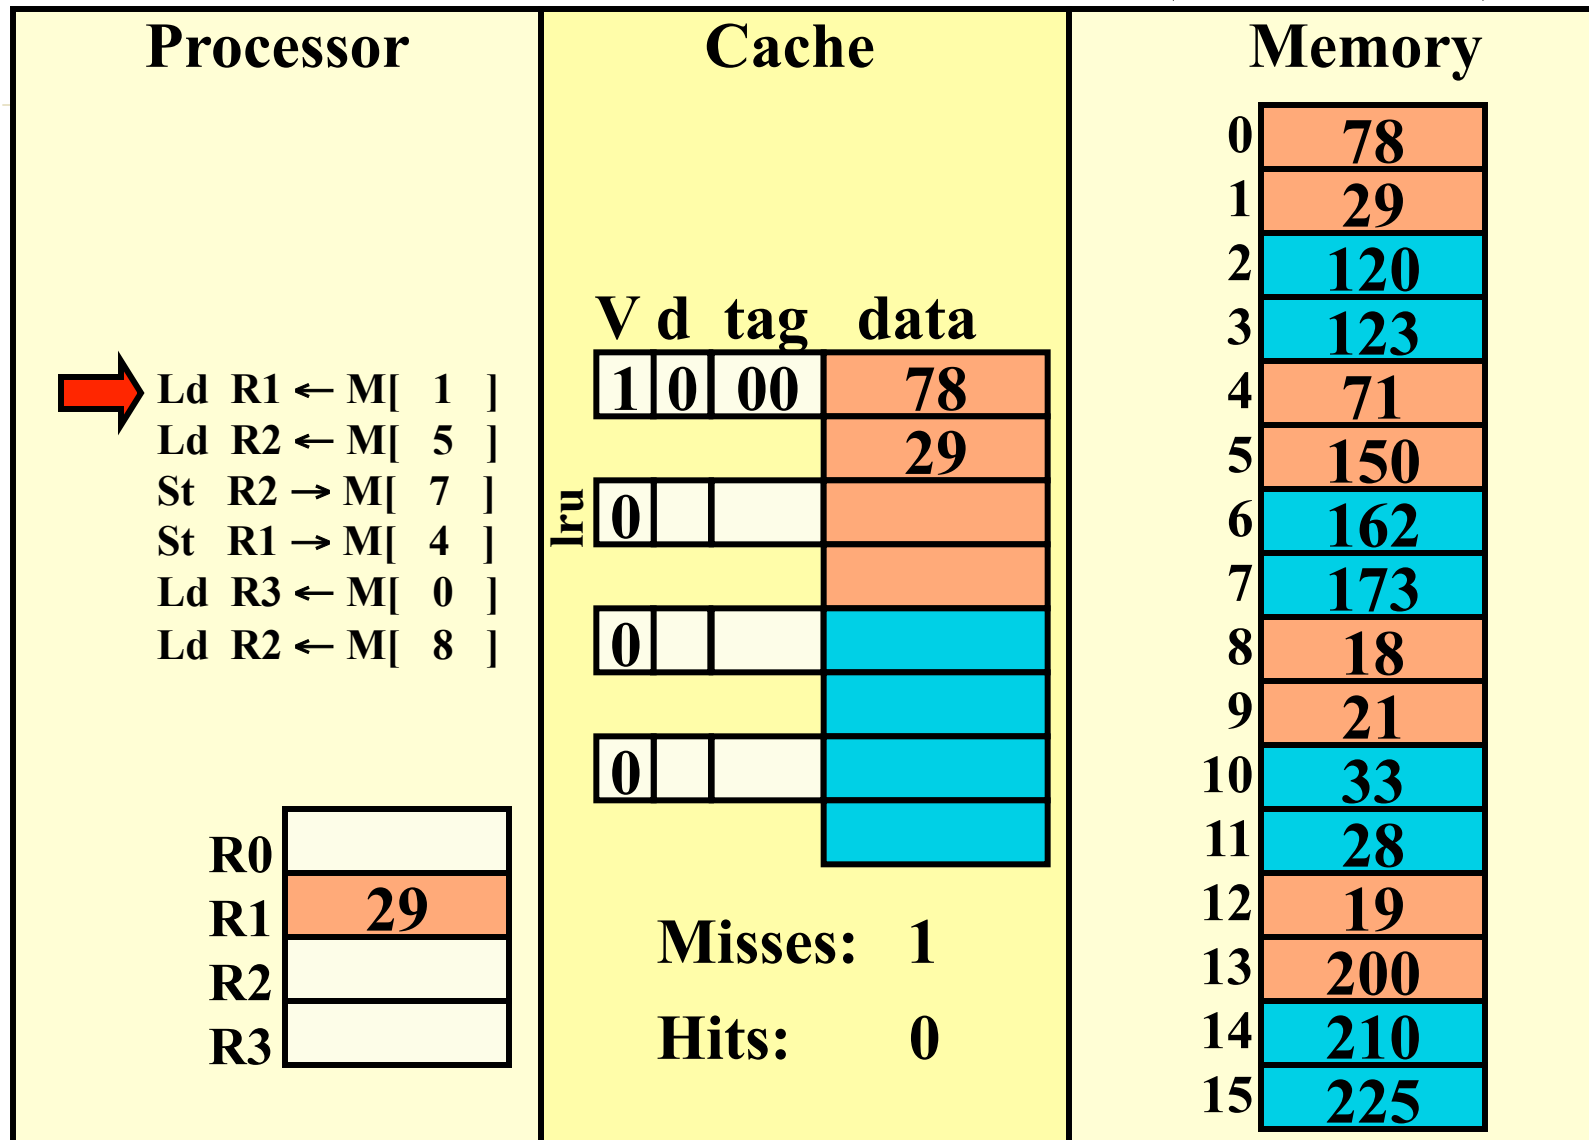 Processor
Ld R1 ← M[ 1 ]
Ld R2 ← M[ 5 ]
St R2 → M[ 7 ]
St R1 → M[ 4 ]
Ld R3 ← M[ 0 ]
Ld R2 ← M[ 8 ]
R0
R1 29
R2
R3
Cache
V d tag data
1 0 00 78
29
lru
0
0
0
Misses: 1
Hits: 0
Memory
0 78
1 29
2 120
3 123
4 71
5 150
6 162
7 173
8 18
9 21
10 33
11 28
12 19
13 200
14 210
15 225